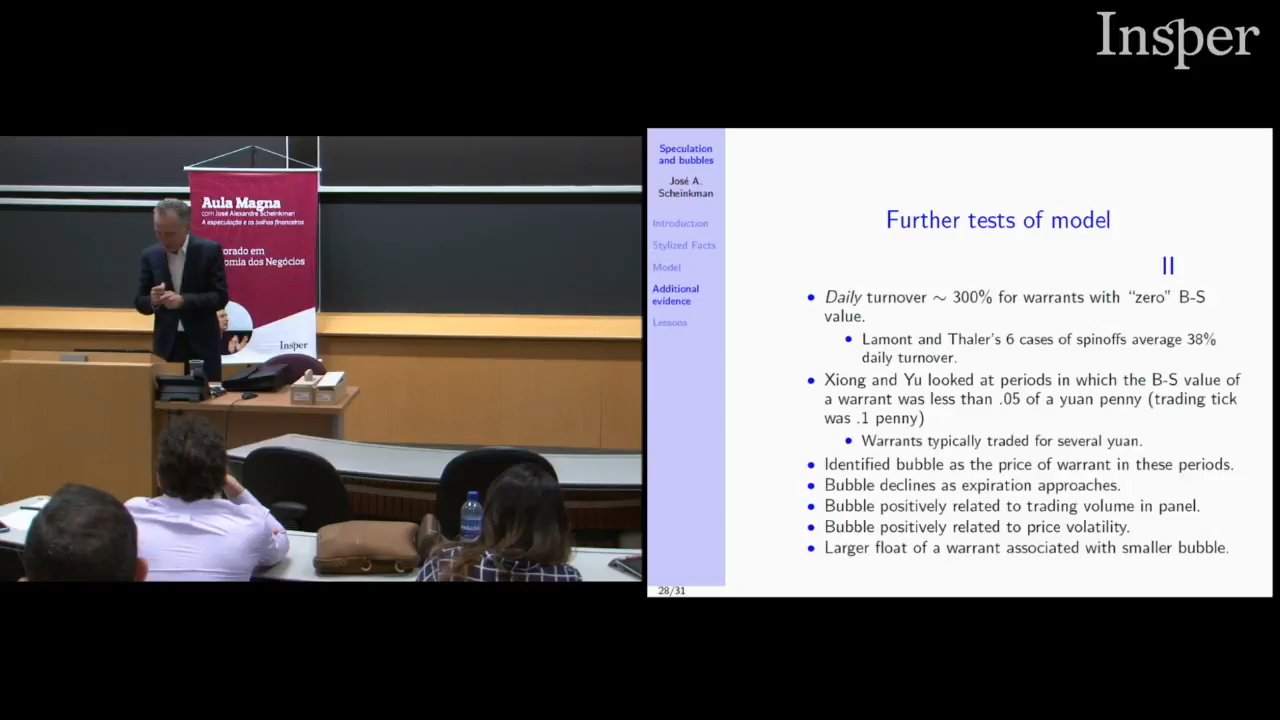 Insper
Aula Magna
com José Alexandre Scheinkman
A especulação e as bolhas financeiras
orado em
omia dos Negócios
Insper
Speculation
and bubbles
José A.
Scheinkman
Introduction
Stylized Facts
Model
Additional
evidence
Lessons
Further tests of model
II
• Daily turnover ∼ 300% for warrants with “zero” B-S
value.
• Lamont and Thaler’s 6 cases of spinoffs average 38%
daily turnover.
• Xiong and Yu looked at periods in which the B-S value of
a warrant was less than .05 of a yuan penny (trading tick
was .1 penny)
• Warrants typically traded for several yuan.
• Identified bubble as the price of warrant in these periods.
• Bubble declines as expiration approaches.
• Bubble positively related to trading volume in panel.
• Bubble positively related to price volatility.
• Larger float of a warrant associated with smaller bubble.
28/31